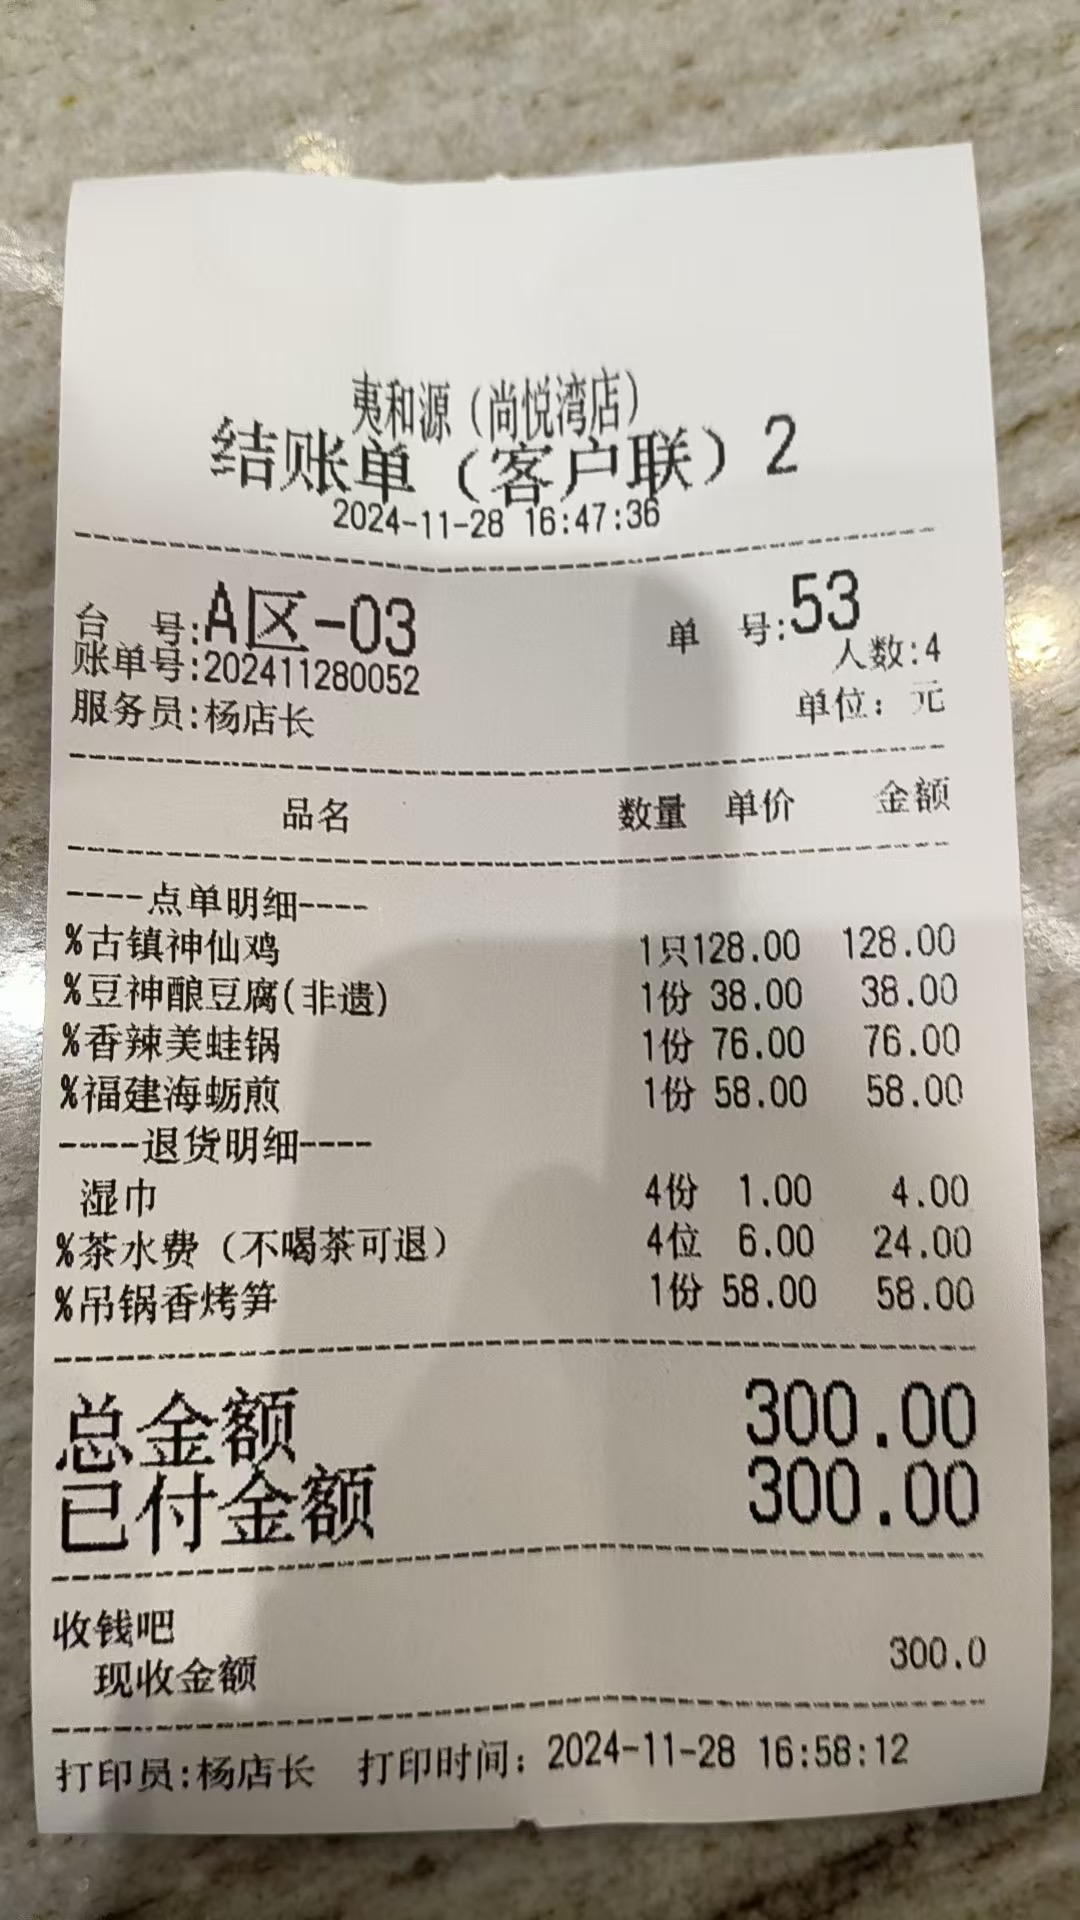 夷和源（尚悦湾店）
结账单（客户联）2
2024-11-28 16:47:36
台 号:A区-03 单 号:53
账单号:202411280052 人数:4
服务员:杨店长 单位：元
品名 数量 单价 金额
----点单明细----
%古镇神仙鸡 1只128.00 128.00
%豆神酿豆腐(非遗) 1份 38.00 38.00
%香辣美蛙锅 1份 76.00 76.00
%福建海蛎煎 1份 58.00 58.00
----退货明细----
湿巾 4份 1.00 4.00
%茶水费（不喝茶可退） 4位 6.00 24.00
%吊锅香烤笋 1份 58.00 58.00
总金额 300.00
已付金额 300.00
收钱吧
现收金额 300.0
打印员:杨店长 打印时间：2024-11-28 16:58:12